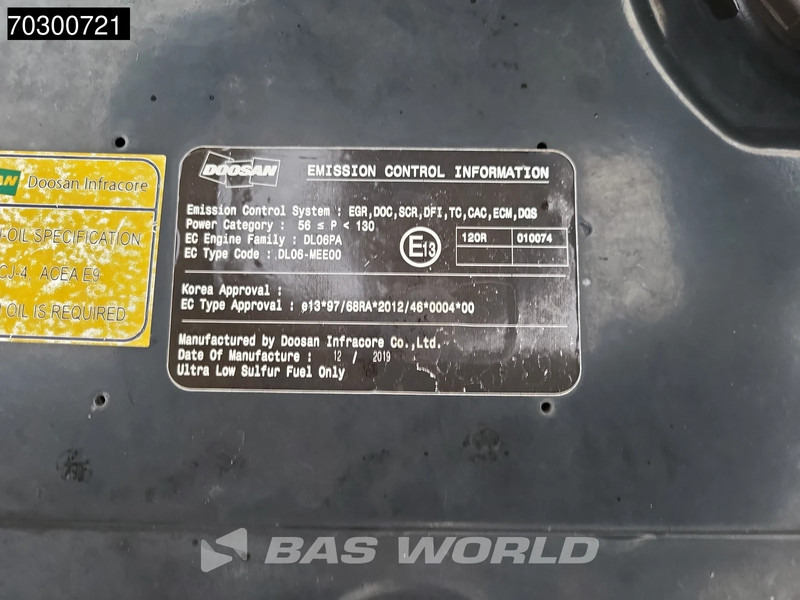 70300721
AN Doosan Infracore
OIL SPECIFICATION
CJ-4, ACEA E9
OIL IS REQUIRED
DOOSAN EMISSION CONTROL INFORMATION
Emission Control System : EGR,DOC,SCR,DFI,TC,CAC,ECM,DQS
Power Category : 56 ≤ P < 130
EC Engine Family : DL06PA
EC Type Code : DL06-MEE00
E13
120R 010074
Korea Approval :
EC Type Approval : e13*97/68RA*2012/46*0004*00
Manufactured by Doosan Infracore Co.,Ltd.
Date Of Manufacture : 12 / 2019
Ultra Low Sulfur Fuel Only
BAS WORLD